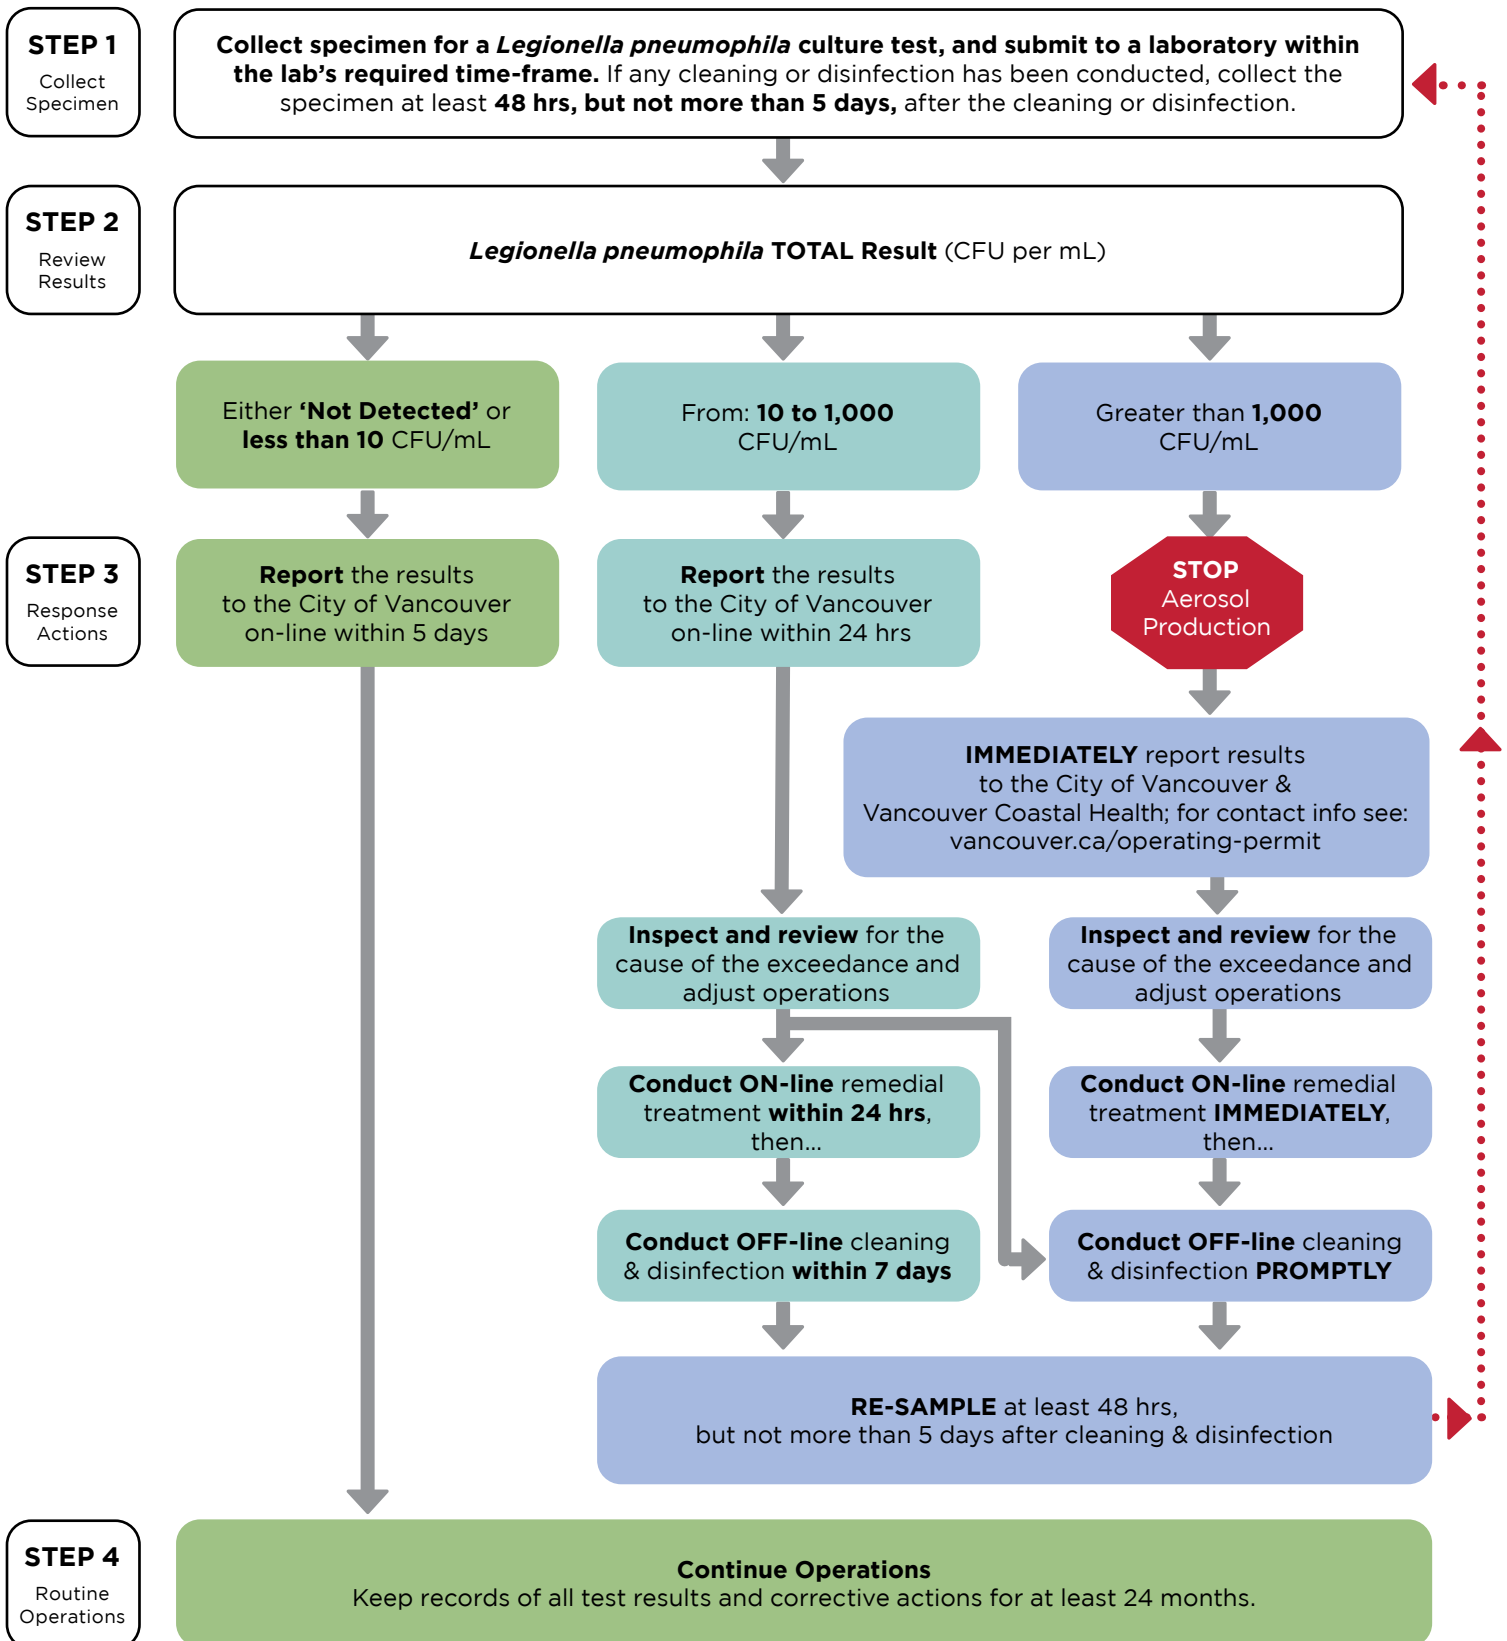 STEP 1
Collect
Specimen
Collect specimen for a Legionella pneumophila culture test, and submit to a laboratory within
the lab's required time-frame. If any cleaning or disinfection has been conducted, collect the
specimen at least 48 hrs, but not more than 5 days, after the cleaning or disinfection.
STEP 2
Review
Results
Legionella pneumophila TOTAL Result (CFU per mL)
Either ‘Not Detected’ or
less than 10 CFU/mL
From: 10 to 1,000
CFU/mL
Greater than 1,000
CFU/mL
STEP 3
Response
Actions
Report the results
to the City of Vancouver
on-line within 5 days
Report the results
to the City of Vancouver
on-line within 24 hrs
STOP
Aerosol
Production
IMMEDIATELY report results
to the City of Vancouver &
Vancouver Coastal Health; for contact info see:
vancouver.ca/operating-permit
Inspect and review for the
cause of the exceedance and
adjust operations
Inspect and review for the
cause of the exceedance and
adjust operations
Conduct ON-line remedial
treatment within 24 hrs,
then...
Conduct ON-line remedial
treatment IMMEDIATELY,
then...
Conduct OFF-line cleaning
& disinfection within 7 days
Conduct OFF-line cleaning
& disinfection PROMPTLY
RE-SAMPLE at least 48 hrs,
but not more than 5 days after cleaning & disinfection
STEP 4
Routine
Operations
Continue Operations
Keep records of all test results and corrective actions for at least 24 months.